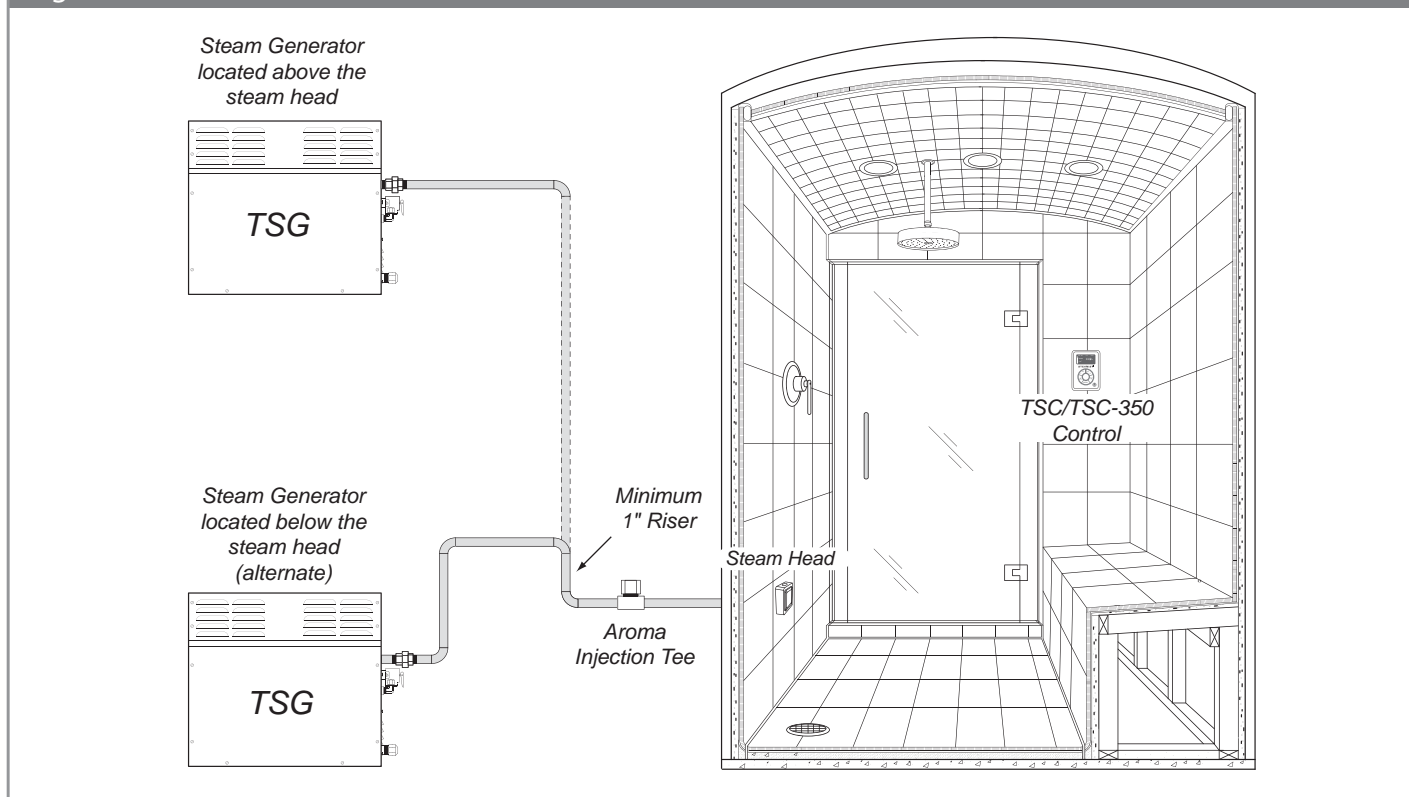 Steam Generator
located above the
steam head
TSG
Steam Generator
located below the
steam head
(alternate)
TSG
Minimum
1" Riser
Aroma
Injection Tee
Steam Head
TSC/TSC-350
Control